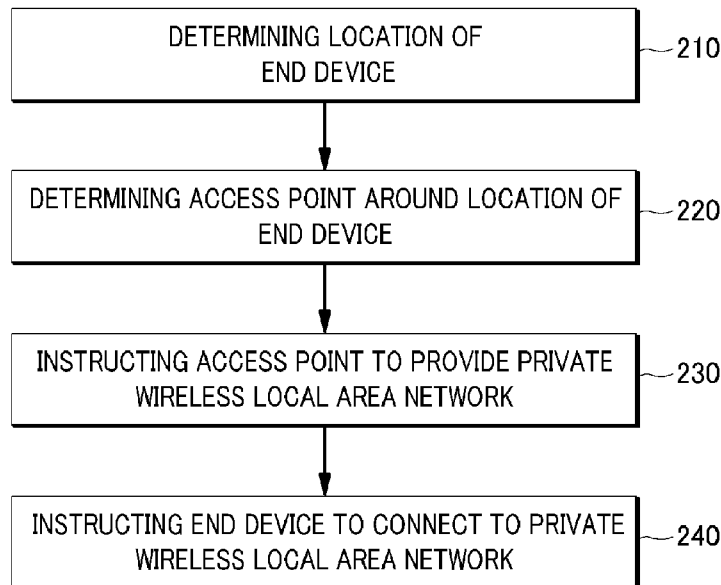 DETERMINING LOCATION OF
END DEVICE
210
DETERMINING ACCESS POINT AROUND LOCATION OF
END DEVICE
220
INSTRUCTING ACCESS POINT TO PROVIDE PRIVATE
WIRELESS LOCAL AREA NETWORK
230
INSTRUCTING END DEVICE TO CONNECT TO PRIVATE
WIRELESS LOCAL AREA NETWORK
240